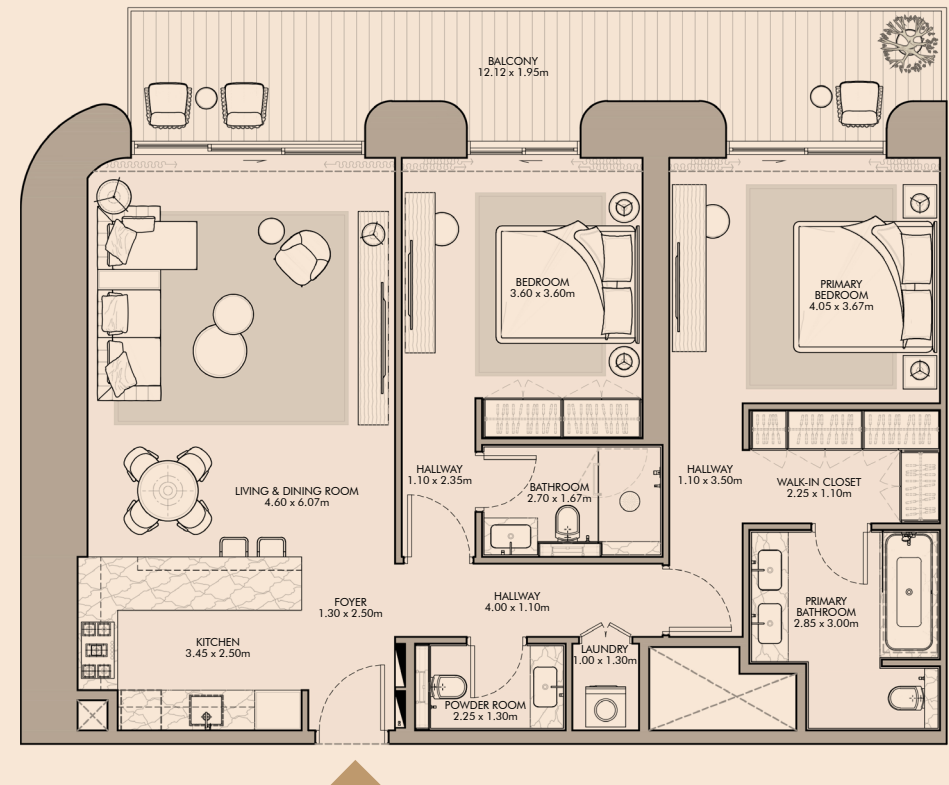 BALCONY
12.12 x 1.95m
BEDROOM
3.60 x 3.60m
PRIMARY
BEDROOM
4.05 x 3.67m
HALLWAY
1.10 x 2.35m
BATHROOM
2.70 x 1.67m
HALLWAY
1.10 x 3.50m
WALK-IN CLOSET
2.25 x 1.10m
LIVING & DINING ROOM
4.60 x 6.07m
FOYER
1.30 x 2.50m
HALLWAY
4.00 x 1.10m
PRIMARY
BATHROOM
2.85 x 3.00m
KITCHEN
3.45 x 2.50m
LAUNDRY
1.00 x 1.30m
POWDER ROOM
2.25 x 1.30m